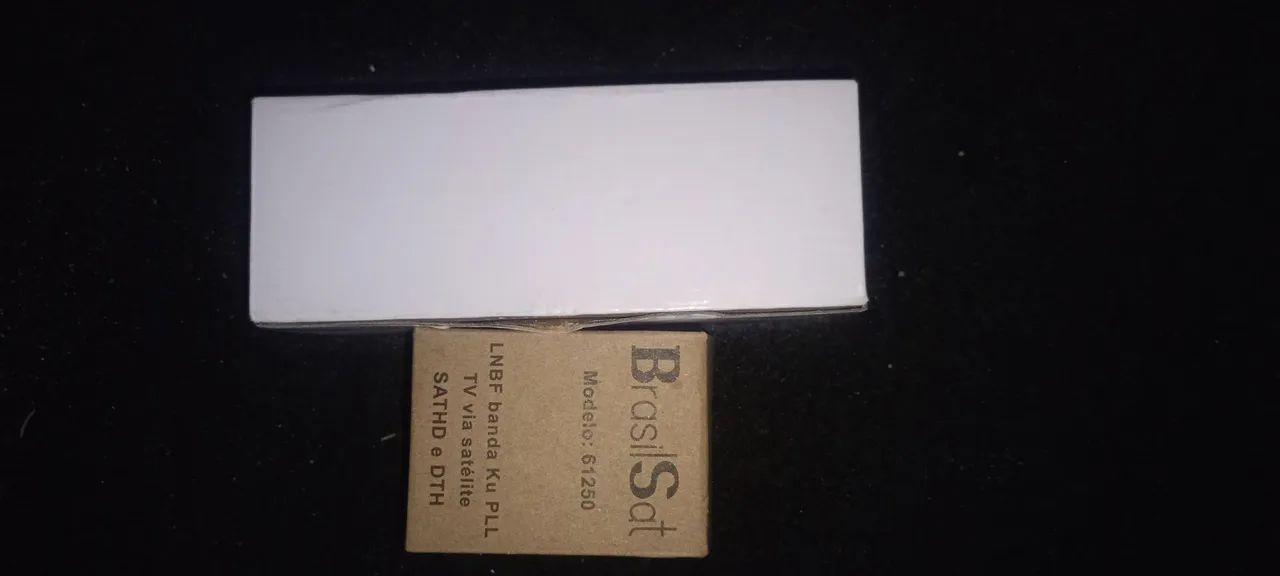 BrasilSat
Modelo: 61250
LNBF banda Ku PLL
TV via satélite
SATHD e DTH